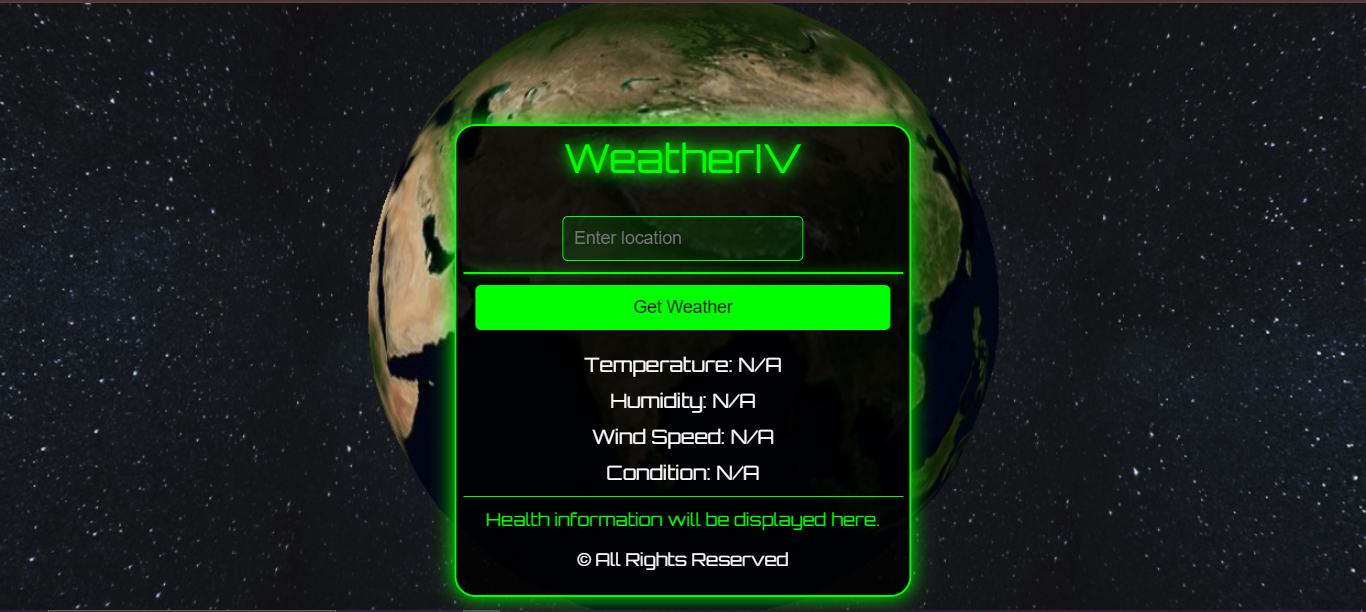 WeatherIV
Enter location
Get Weather
Temperature: N/A
Humidity: N/A
Wind Speed: N/A
Condition: N/A
Health information will be displayed here.
© All Rights Reserved